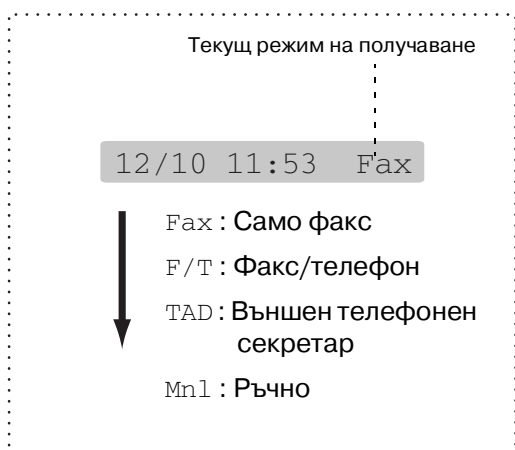 Текущ режим на получаване
12/10 11:53 Fax
Fax : Само факс
F/T : Факс/телефон
TAD : Външен телефонен
секретар
Mnl : Ръчно